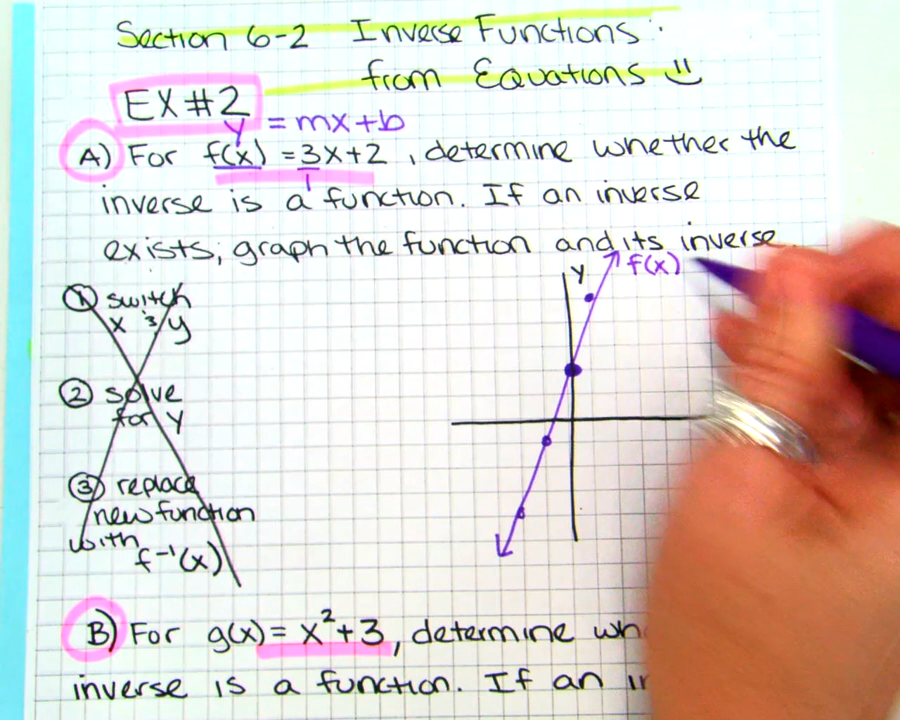 Section 6-2 Inverse Functions:
from Equations
EX#2
y = mx+b
A) For f(x) = 3x+2, determine whether the
1
inverse is a function. If an inverse
exists, graph the function and its inverse
y f(x)
① switch
x & y
② solve
for y
③ replace
new function
with
f⁻¹(x)
B) For g(x) = x²+3, determine
inverse is a function. If an